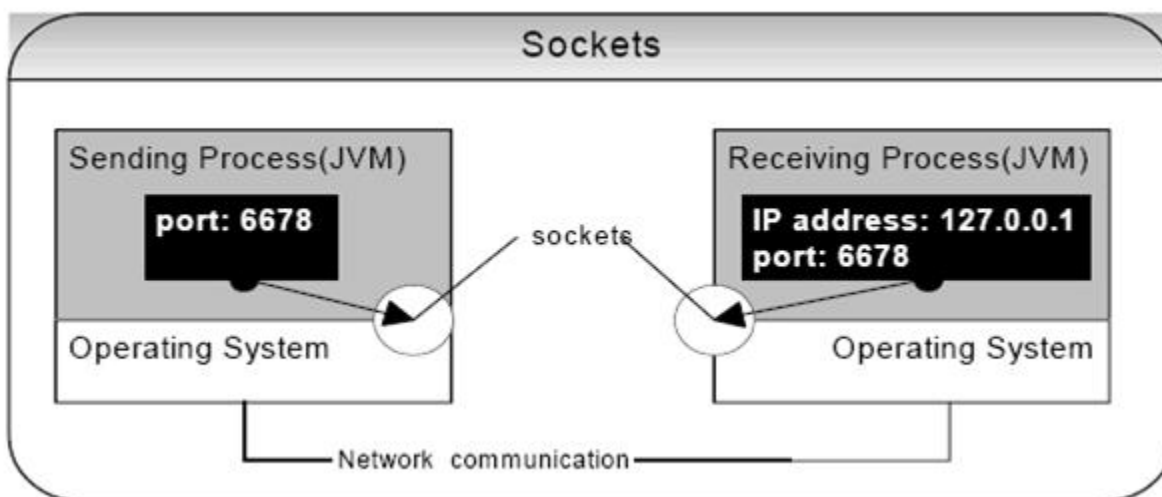 Sockets
Sending Process(JVM)
port: 6678
Operating System
sockets
Receiving Process(JVM)
IP address: 127.0.0.1
port: 6678
Operating System
Network communication